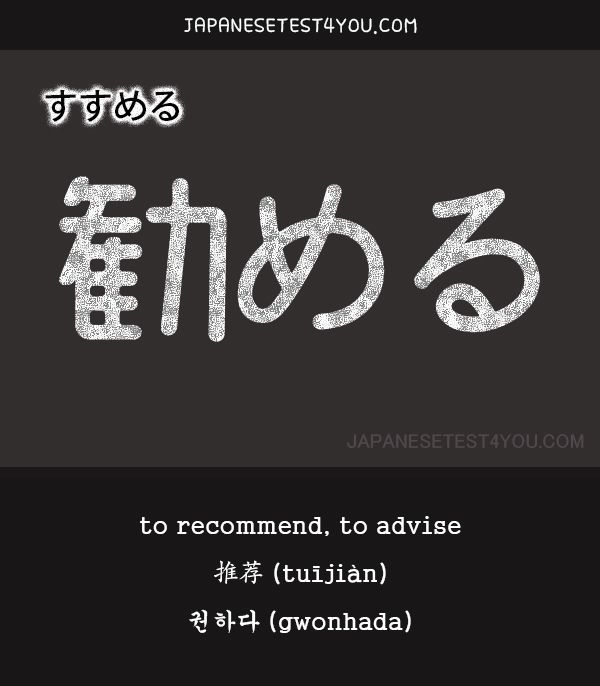 JAPANESETEST4YOU.COM
すすめる
勧める
JAPANESETEST4YOU.COM
to recommend, to advise
推荐 (tuījiàn)
권하다 (gwonhada)